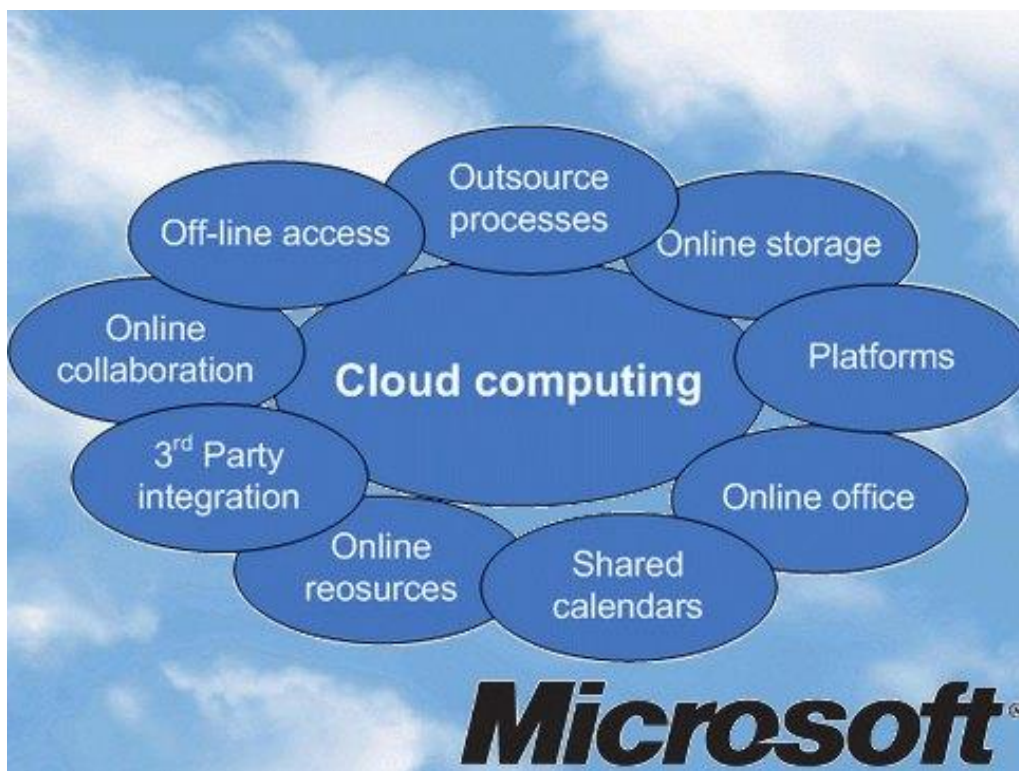 Outsource
processes
Off-line access
Online storage
Online
collaboration
Cloud computing
Platforms
3rd Party
integration
Online office
Online
reosurces
Shared
calendars
Microsoft®